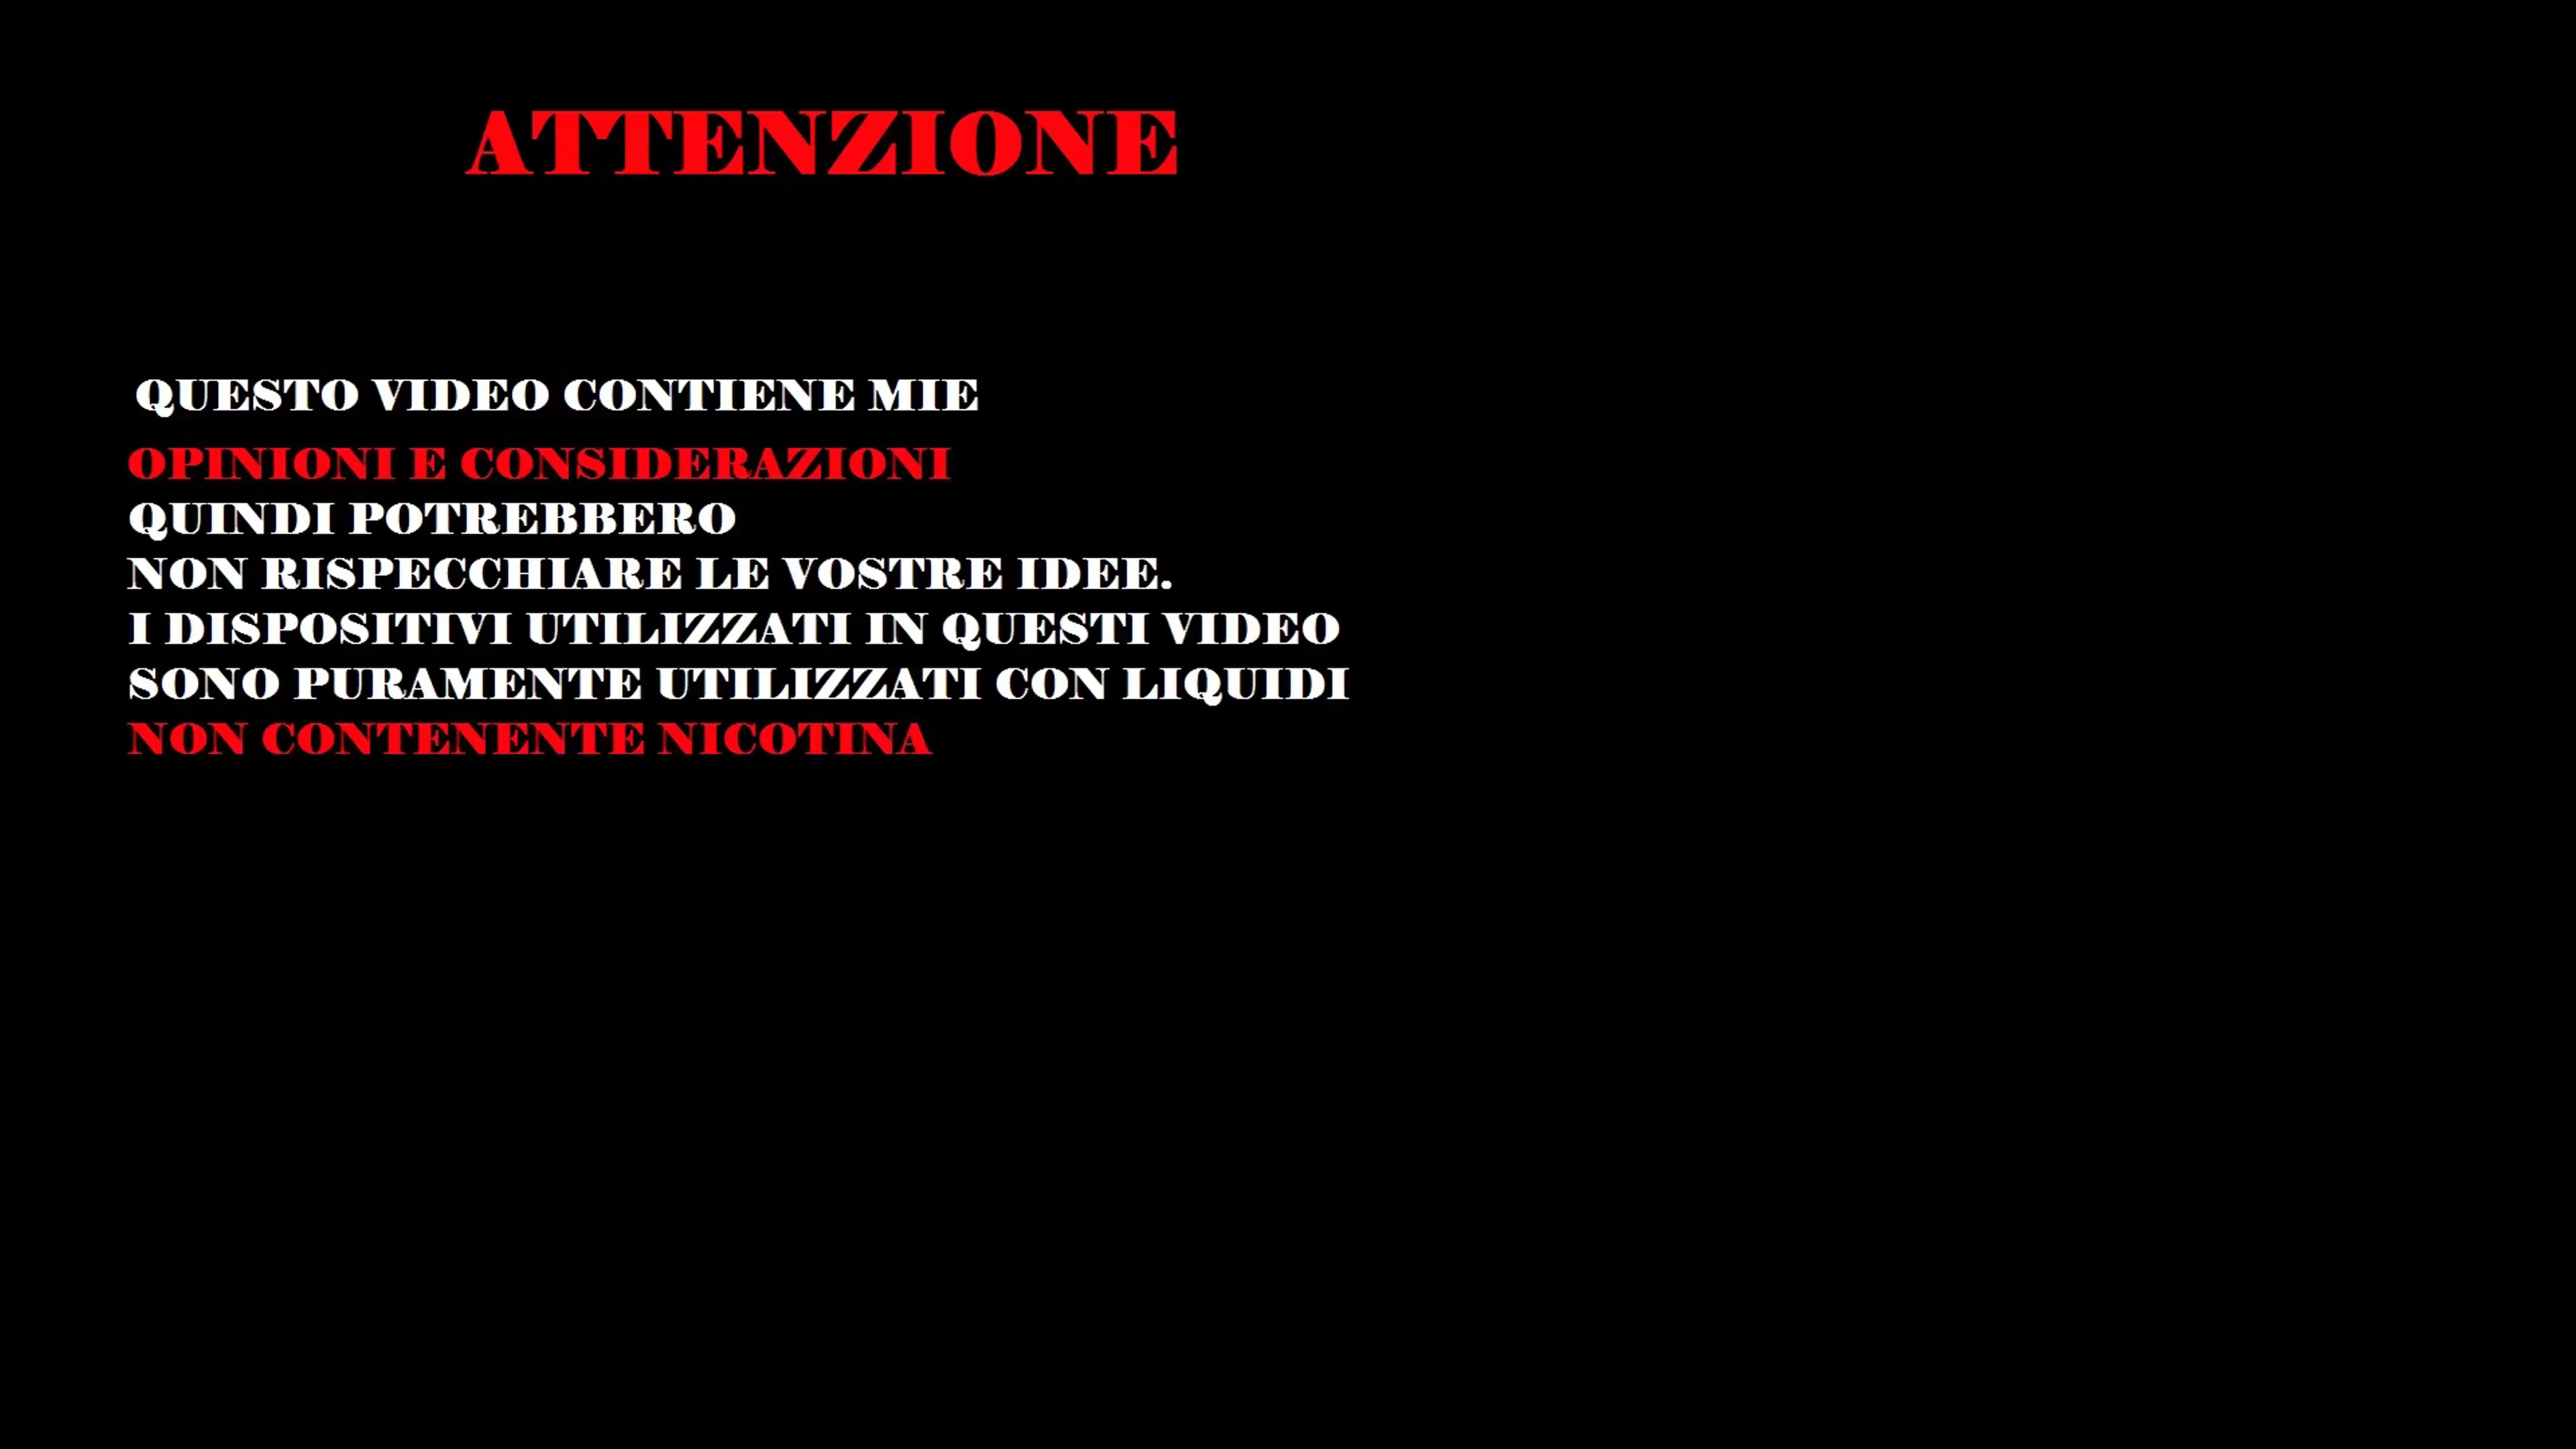 ATTENZIONE
QUESTO VIDEO CONTIENE MIE
OPINIONI E CONSIDERAZIONI
QUINDI POTREBBERO
NON RISPECCHIARE LE VOSTRE IDEE.
I DISPOSITIVI UTILIZZATI IN QUESTI VIDEO
SONO PURAMENTE UTILIZZATI CON LIQUIDI
NON CONTENENTE NICOTINA